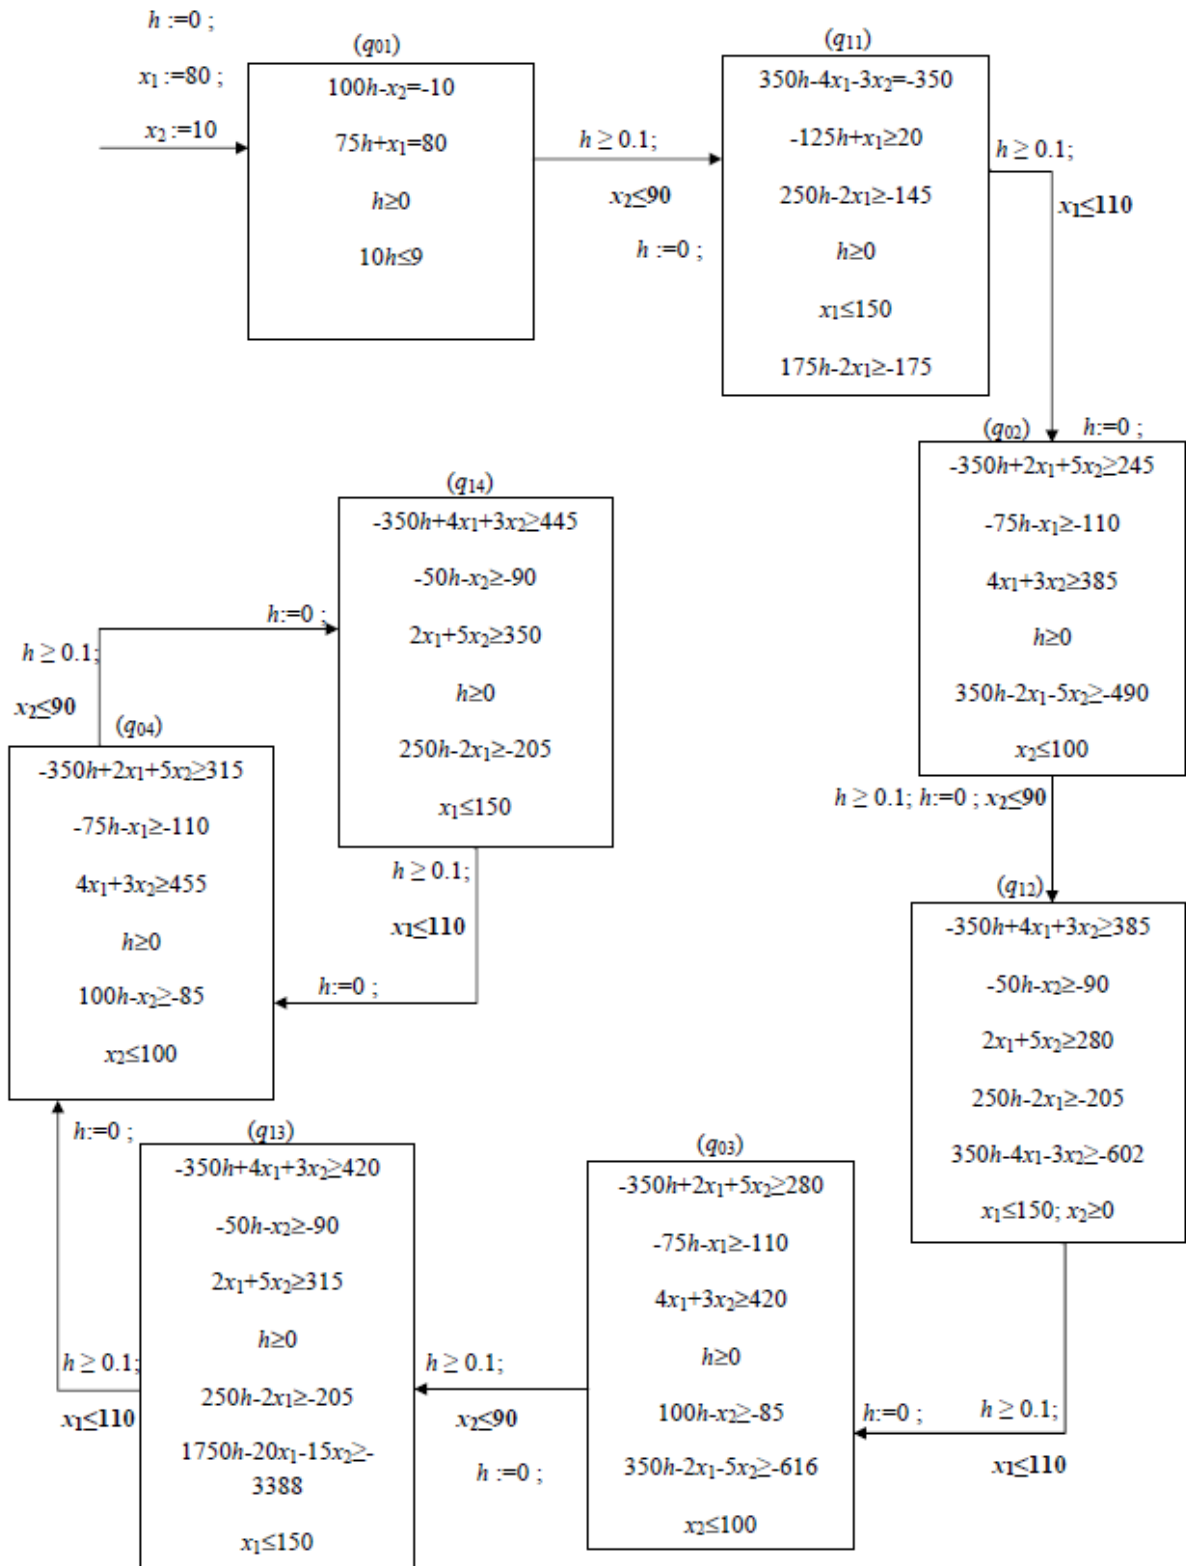 h :=0 ;
x1 :=80 ;
x2 :=10
(q01)
100h-x2=-10
75h+x1=80
h≥0
10h≤9
h ≥ 0.1;
x2≤90
h :=0 ;
(q11)
350h-4x1-3x2=-350
-125h+x1≥20
250h-2x1≥-145
h≥0
x1≤150
175h-2x1≥-175
h ≥ 0.1;
x1≤110
h:=0 ;
(q02)
-350h+2x1+5x2≥245
-75h-x1≥-110
4x1+3x2≥385
h≥0
350h-2x1-5x2≥-490
x2≤100
h ≥ 0.1; h:=0 ; x2≤90
(q12)
-350h+4x1+3x2≥385
-50h-x2≥-90
2x1+5x2≥280
250h-2x1≥-205
350h-4x1-3x2≥-602
x1≤150; x2≥0
h ≥ 0.1;
x1≤110
h:=0 ;
(q03)
-350h+2x1+5x2≥280
-75h-x1≥-110
4x1+3x2≥420
h≥0
100h-x2≥-85
350h-2x1-5x2≥-616
x2≤100
h ≥ 0.1;
x2≤90
h :=0 ;
(q13)
-350h+4x1+3x2≥420
-50h-x2≥-90
2x1+5x2≥315
h≥0
250h-2x1≥-205
1750h-20x1-15x2≥-
3388
x1≤150
h ≥ 0.1;
x1≤110
h:=0 ;
(q04)
-350h+2x1+5x2≥315
-75h-x1≥-110
4x1+3x2≥455
h≥0
100h-x2≥-85
x2≤100
h ≥ 0.1;
x2≤90
h:=0 ;
(q14)
-350h+4x1+3x2≥445
-50h-x2≥-90
2x1+5x2≥350
h≥0
250h-2x1≥-205
x1≤150
h ≥ 0.1;
x1≤110
h:=0 ;